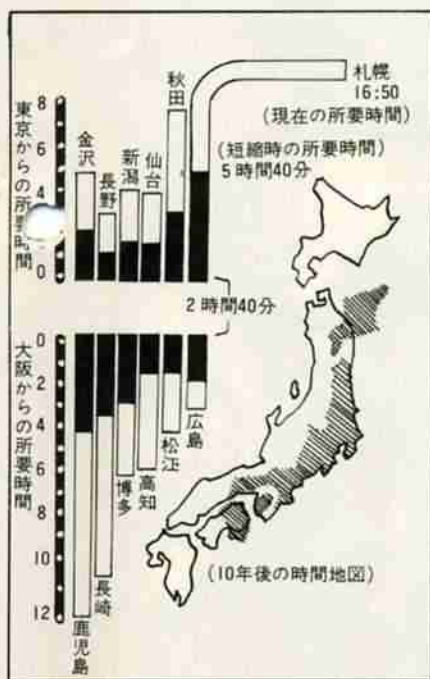 東京からの所要時間
8
6
4
0
金沢
長野
新潟
仙台
秋田
札幌
16:50
(現在の所要時間)
(短縮時の所要時間)
5時間40分
2時間40分
大阪からの所要時間
0
2
4
6
8
10
12
鹿児島
長崎
博多
高知
松江
広島
(10年後の時間地図)